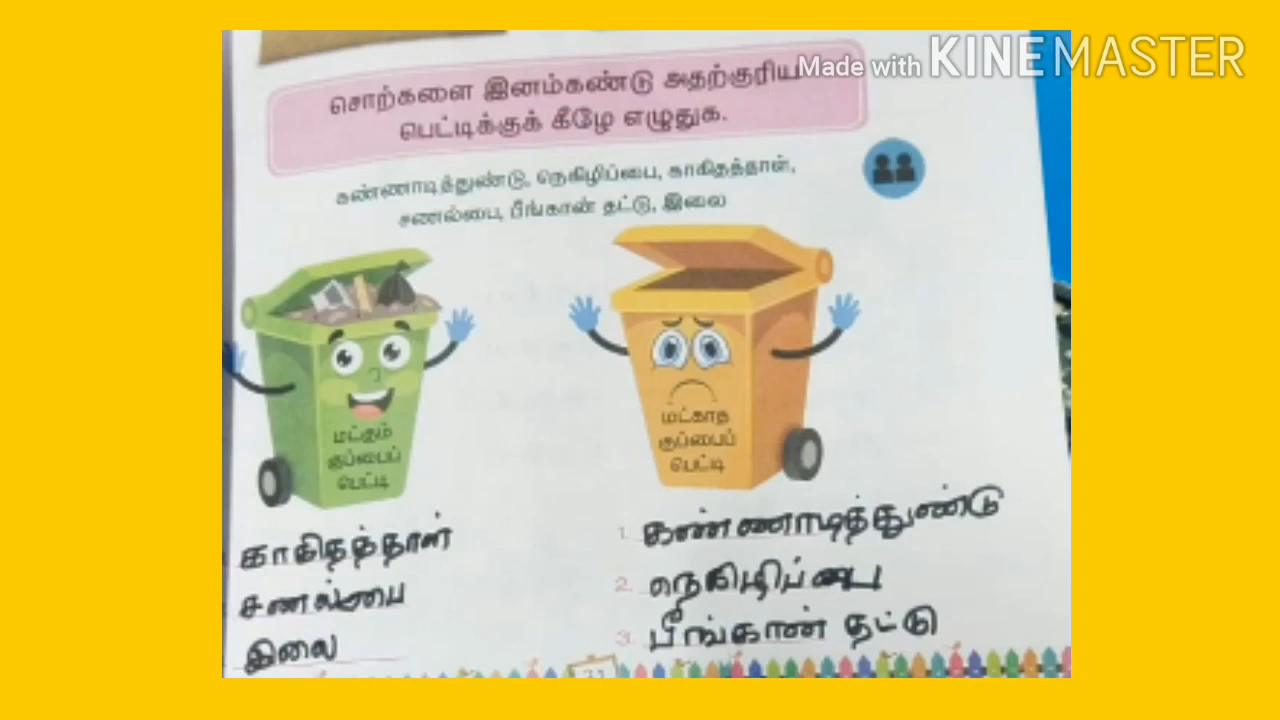 Made with KINEMASTER
சொற்களை இனம்கண்டு அதற்குரிய
பெட்டிக்குக் கீழே எழுதுக.
கண்ணாடித்துண்டு, நெகிழிப்பை, காகிதத்தாள்,
சணல்பை, பீங்கான் தட்டு, இலை
மட்கும்
குப்பைப்
பெட்டி
மட்காத
குப்பைப்
பெட்டி
காகிதத்தாள்
சணல்பை
இலை
1. கண்ணாடித்துண்டு
2. நெகிழிப்பை
3. பீங்காண் தட்டு